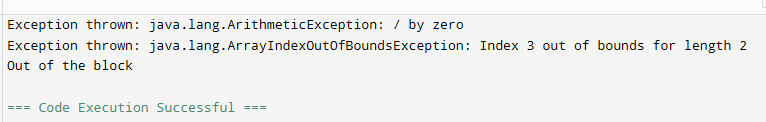 Exception thrown: java.lang.ArithmeticException: / by zero
Exception thrown: java.lang.ArrayIndexOutOfBoundsException: Index 3 out of bounds for length 2
Out of the block
=== Code Execution Successful ===